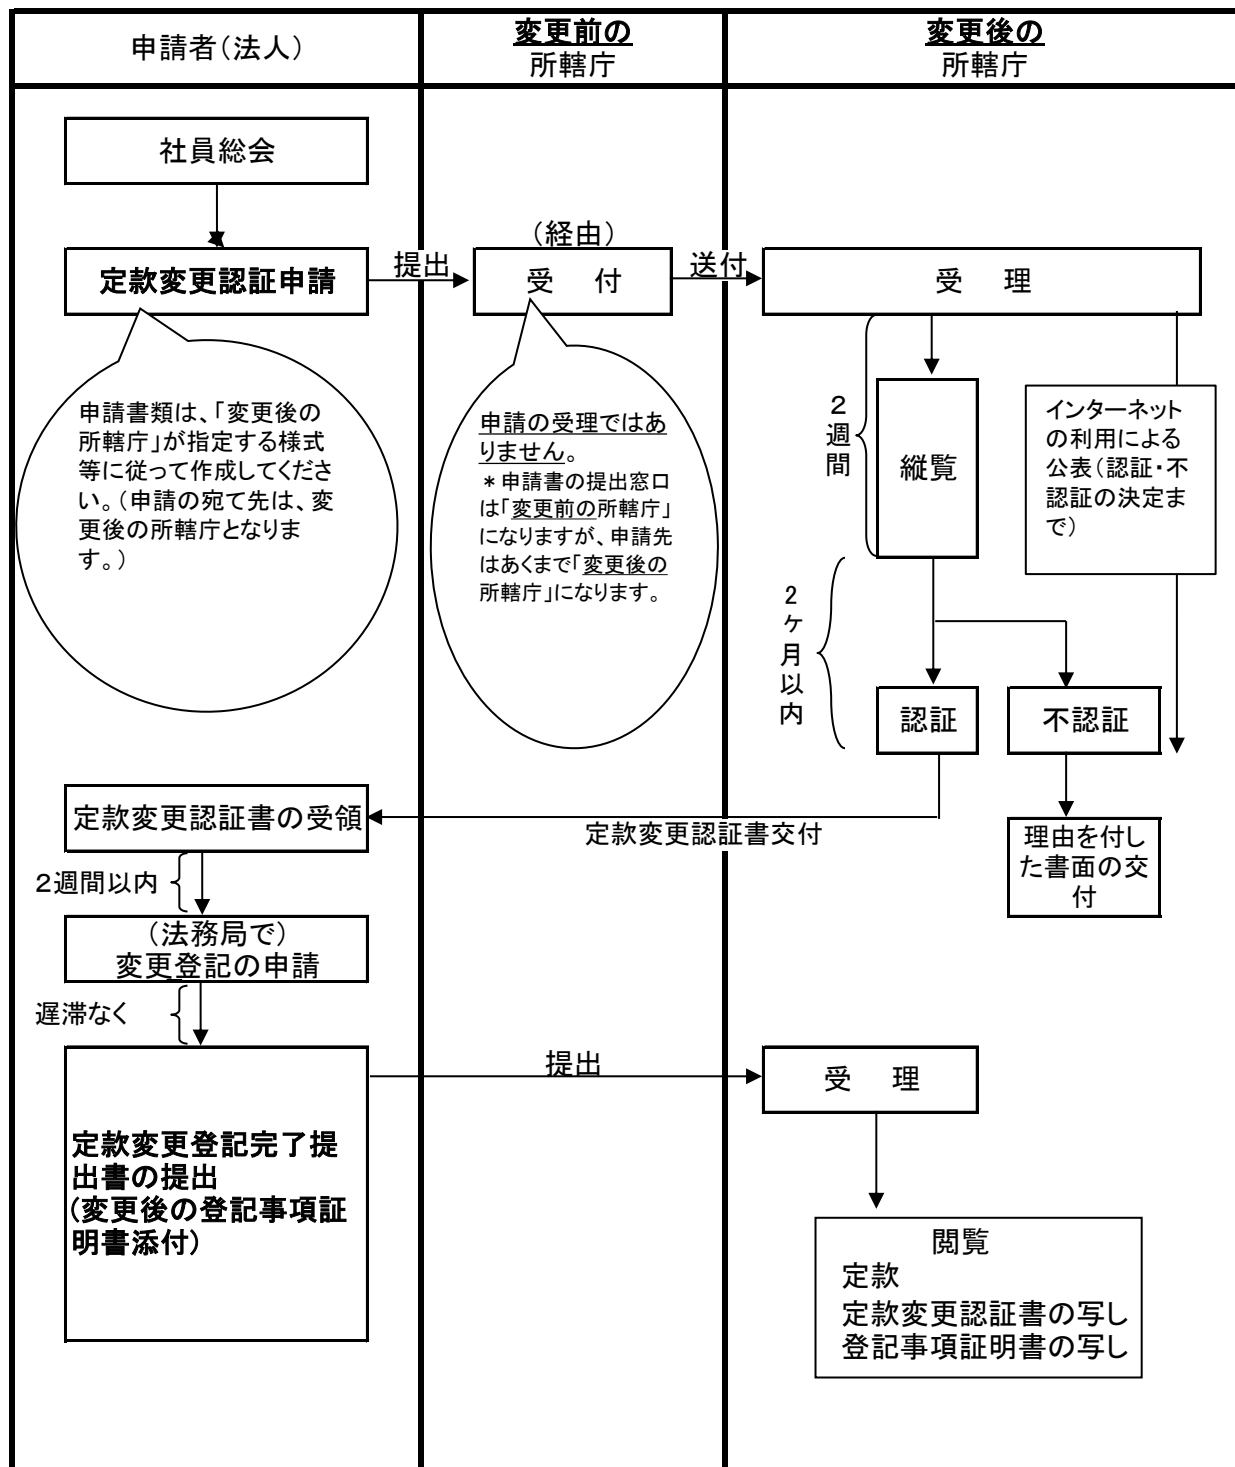 申請者（法人）
変更前の
所轄庁
変更後の
所轄庁
社員総会
定款変更認証申請
提出
（経由）
受　付
送付
受　理
申請書類は、「変更後の
所轄庁」が指定する様式
等に従って作成してくださ
い。（申請の宛て先は、変
更後の所轄庁となりま
す。）
申請の受理ではあ
りません。
＊申請書の提出窓口
は「変更前の所轄庁」
になりますが、申請先
はあくまで「変更後の
所轄庁」になります。
２週間
縦覧
インターネット
の利用による
公表（認証・不
認証の決定ま
で）
２ヶ月以内
認証
不認証
定款変更認証書の受領
定款変更認証書交付
理由を付し
た書面の交
付
２週間以内
（法務局で）
変更登記の申請
遅滞なく
提出
受　理
定款変更登記完了提
出書の提出
（変更後の登記事項証
明書添付）
閲覧
定款
定款変更認証書の写し
登記事項証明書の写し